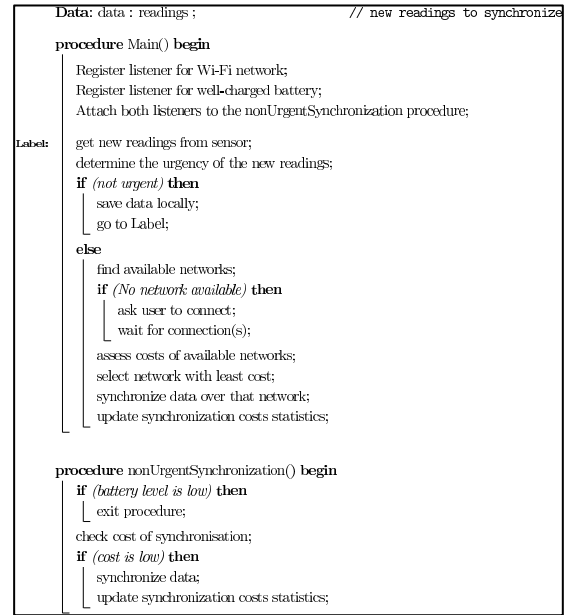 Data: data : readings ; // new readings to synchronize
procedure Main() begin
Register listener for Wi-Fi network;
Register listener for well-charged battery;
Attach both listeners to the nonUrgentSynchronization procedure;
Label: get new readings from sensor;
determine the urgency of the new readings;
if (not urgent) then
save data locally;
go to Label;
else
find available networks;
if (No network available) then
ask user to connect;
wait for connection(s);
assess costs of available networks;
select network with least cost;
synchronize data over that network;
update synchronization costs statistics;
procedure nonUrgentSynchronization() begin
if (battery level is low) then
exit procedure;
check cost of synchronisation;
if (cost is low) then
synchronize data;
update synchronization costs statistics;